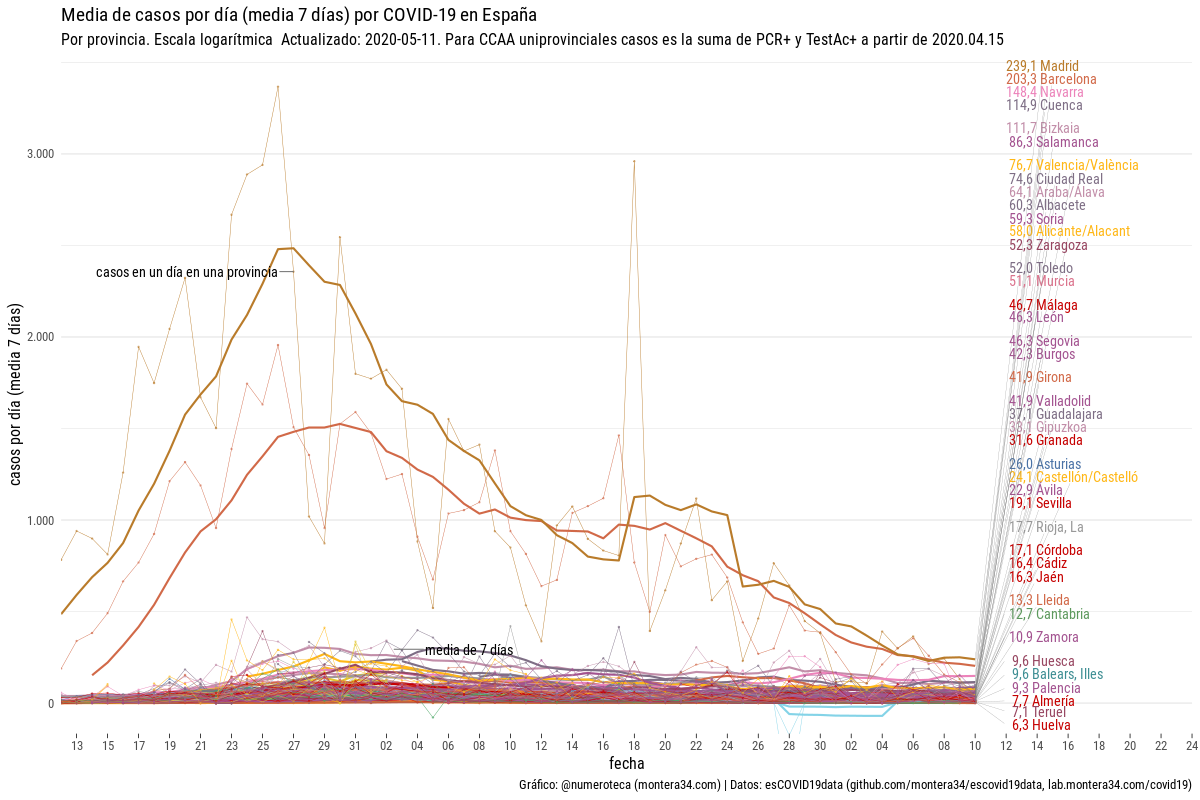 Media de casos por día (media 7 días) por COVID-19 en España
Por provincia. Escala logarítmica  Actualizado: 2020-05-11. Para CCAA uniprovinciales casos es la suma de PCR+ y TestAc+ a partir de 2020.04.15
casos por día (media 7 días)
3.000
2.000
1.000
0
casos en un día en una provincia
media de 7 días
239,1 Madrid
203,3 Barcelona
148,4 Navarra
114,9 Cuenca
111,7 Bizkaia
86,3 Salamanca
76,7 Valencia/València
74,6 Ciudad Real
64,1 Araba/Álava
60,3 Albacete
59,3 Soria
58,0 Alicante/Alacant
52,3 Zaragoza
52,0 Toledo
51,1 Murcia
46,7 Málaga
46,3 León
46,3 Segovia
42,3 Burgos
41,9 Girona
41,9 Valladolid
37,1 Guadalajara
33,1 Gipuzkoa
31,6 Granada
26,0 Asturias
24,1 Castellón/Castelló
22,9 Ávila
19,1 Sevilla
17,7 Rioja, La
17,1 Córdoba
16,4 Cádiz
16,3 Jaén
13,3 Lleida
12,7 Cantabria
10,9 Zamora
9,6 Huesca
9,6 Balears, Illes
9,3 Palencia
7,7 Almería
7,1 Teruel
6,3 Huelva
13 15 17 19 21 23 25 27 29 31 02 04 06 08 10 12 14 16 18 20 22 24 26 28 30 02 04 06 08 10 12 14 16 18 20 22 24
fecha
Gráfico: @numeroteca (montera34.com) | Datos: esCOVID19data (github.com/montera34/escovid19data, lab.montera34.com/covid19)